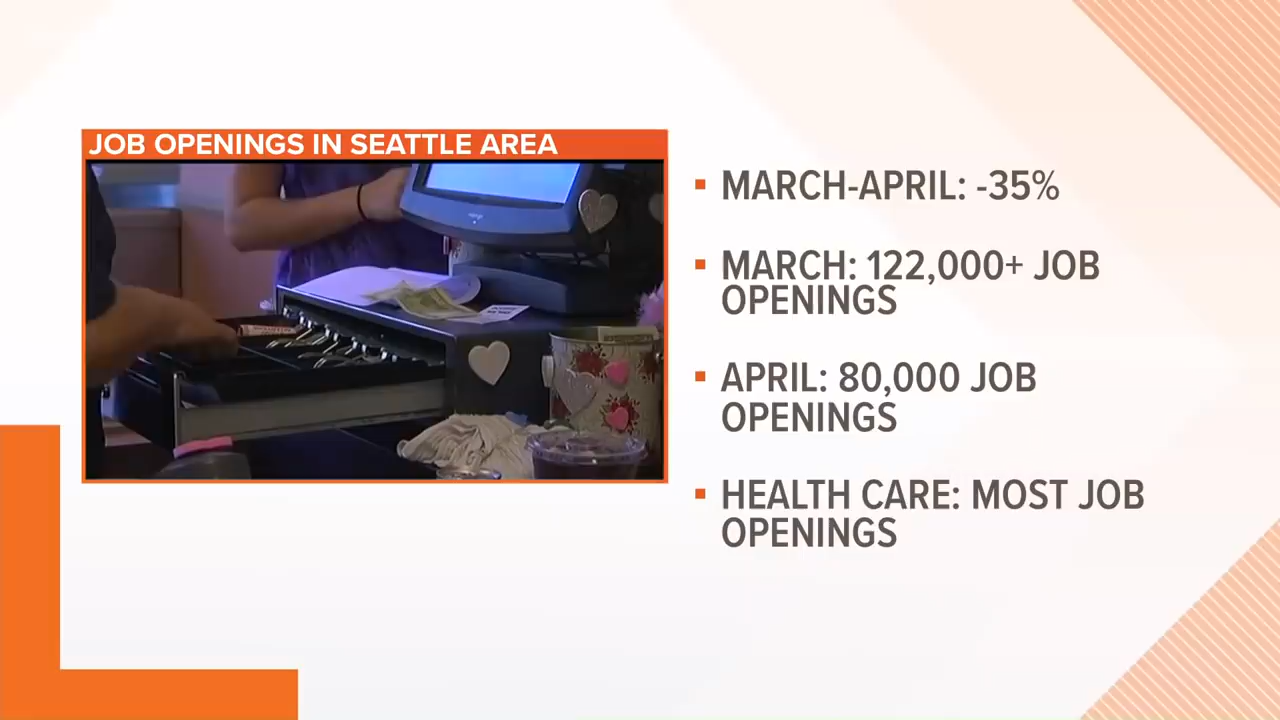 JOB OPENINGS IN SEATTLE AREA
▪ MARCH-APRIL: -35%
▪ MARCH: 122,000+ JOB
OPENINGS
▪ APRIL: 80,000 JOB
OPENINGS
▪ HEALTH CARE: MOST JOB
OPENINGS